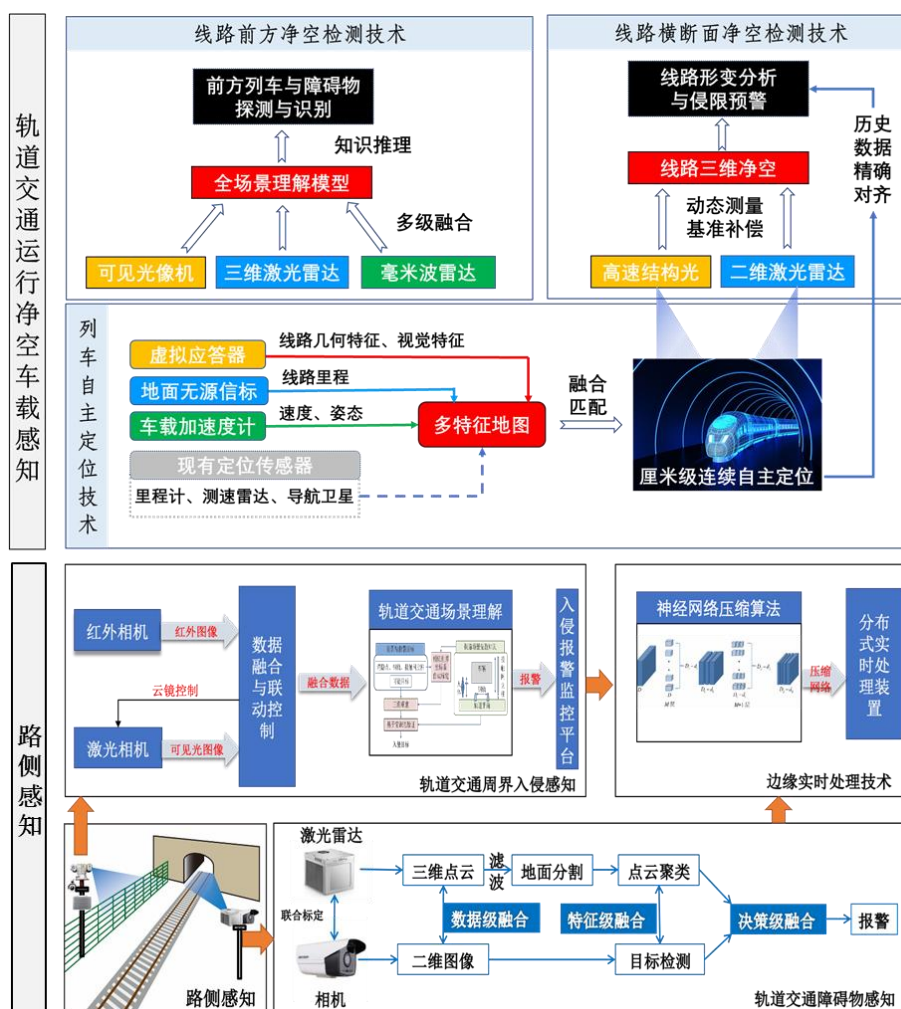 轨道交通运行净空车载感知
线路前方净空检测技术
前方列车与障碍物
探测与识别
知识推理
全场景理解模型
多级融合
可见光像机
三维激光雷达
毫米波雷达
线路横断面净空检测技术
线路形变分析
与侵限预警
历史
数据
精确
对齐
线路三维净空
动态测量
基准补偿
高速结构光
二维激光雷达
列车自主定位技术
虚拟应答器
线路几何特征、视觉特征
地面无源信标
线路里程
车载加速度计
速度、姿态
现有定位传感器
里程计、测速雷达、导航卫星
多特征地图
融合
匹配
厘米级连续自主定位
路侧感知
红外相机
红外图像
云镜控制
激光相机
可见光图像
数据
融合
与联
动控
制
融合数据
轨道交通场景理解
报警
入侵报警监控平台
轨道交通周界入侵感知
神经网络压缩算法
压缩
网络
分布
式实
时处
理装
置
边缘实时处理技术
路侧感知
激光雷达
联合标定
相机
三维点云
滤波
地面分割
点云聚类
数据级融合
特征级融合
决策级融合
报警
二维图像
目标检测
轨道交通障碍物感知